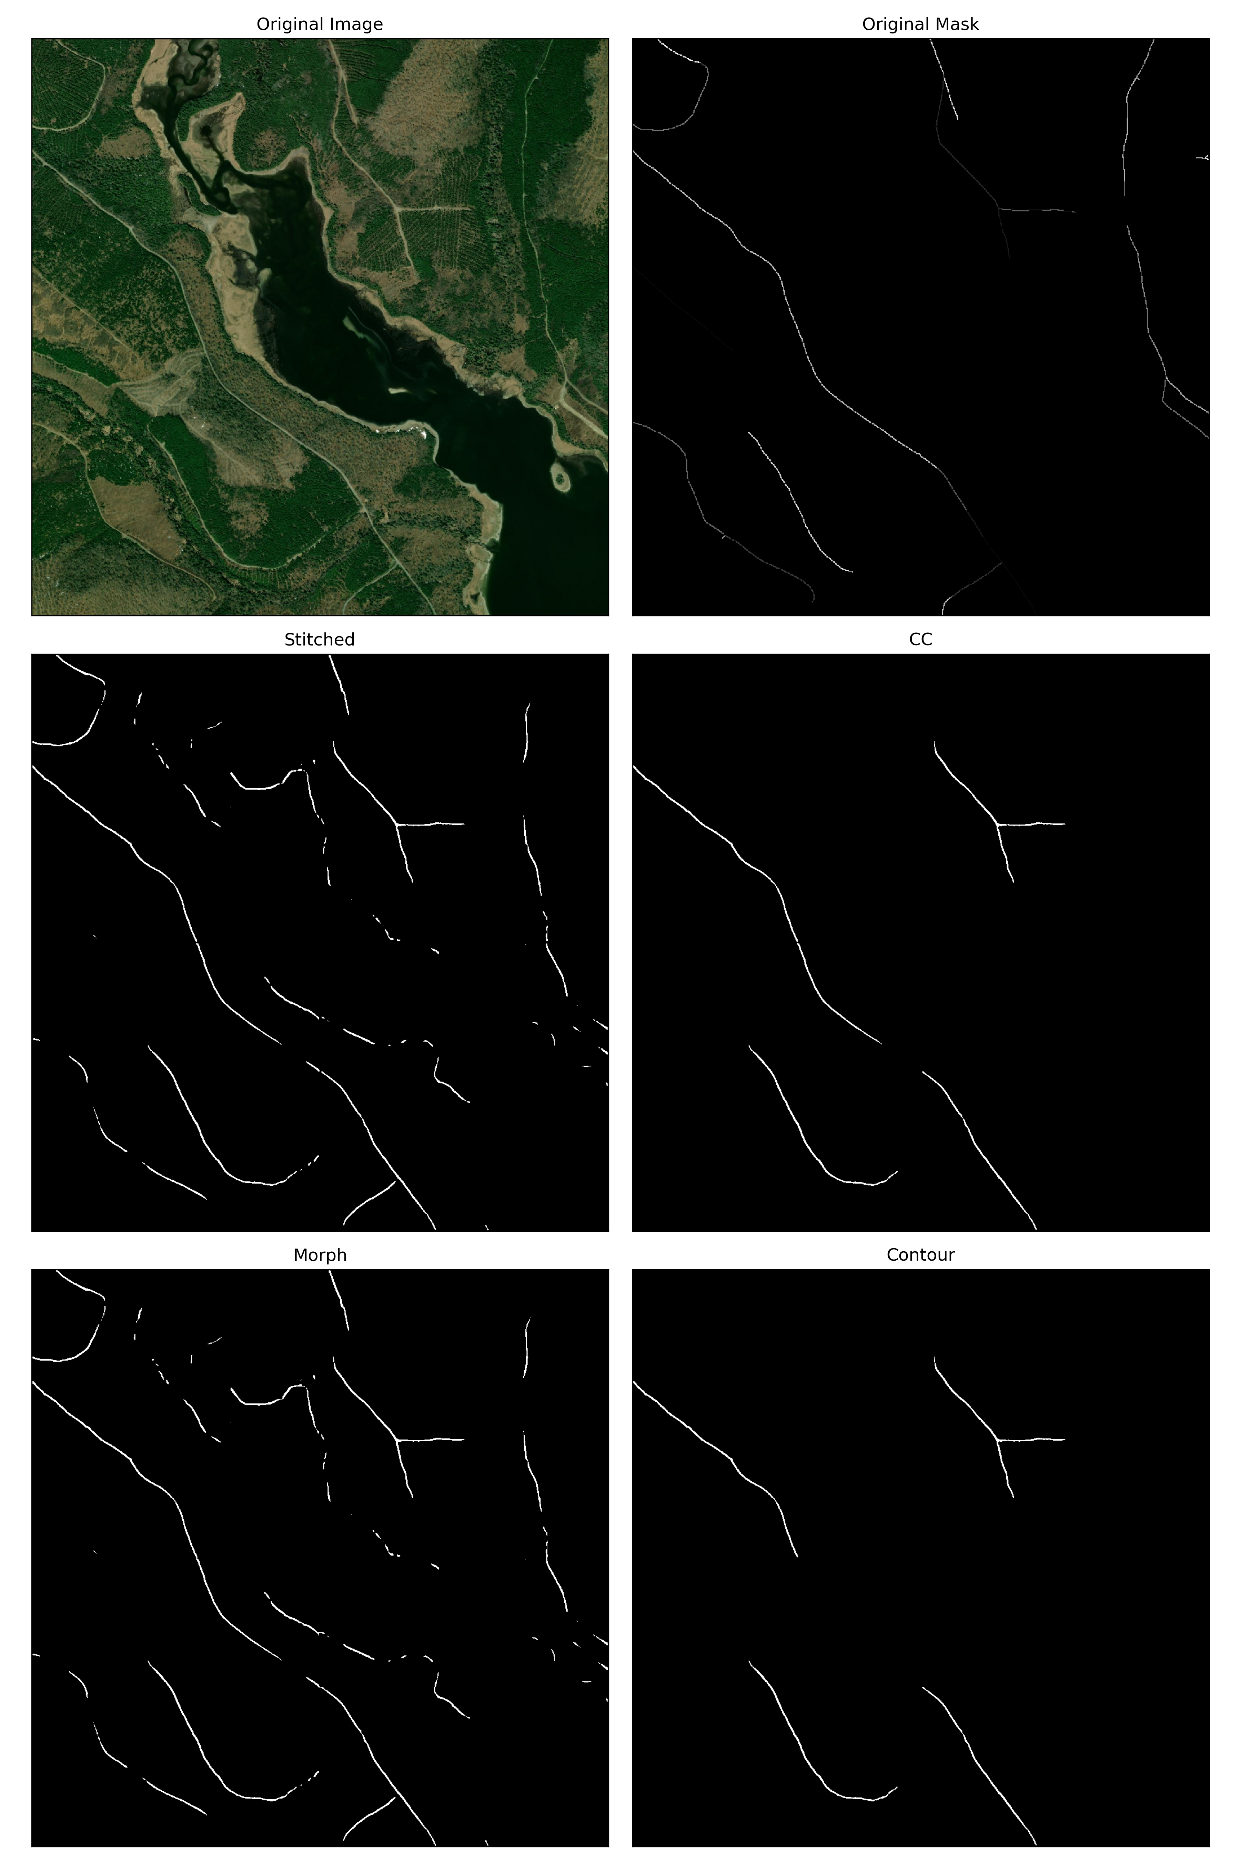 Original Image
Original Mask
Stitched
CC
Morph
Contour